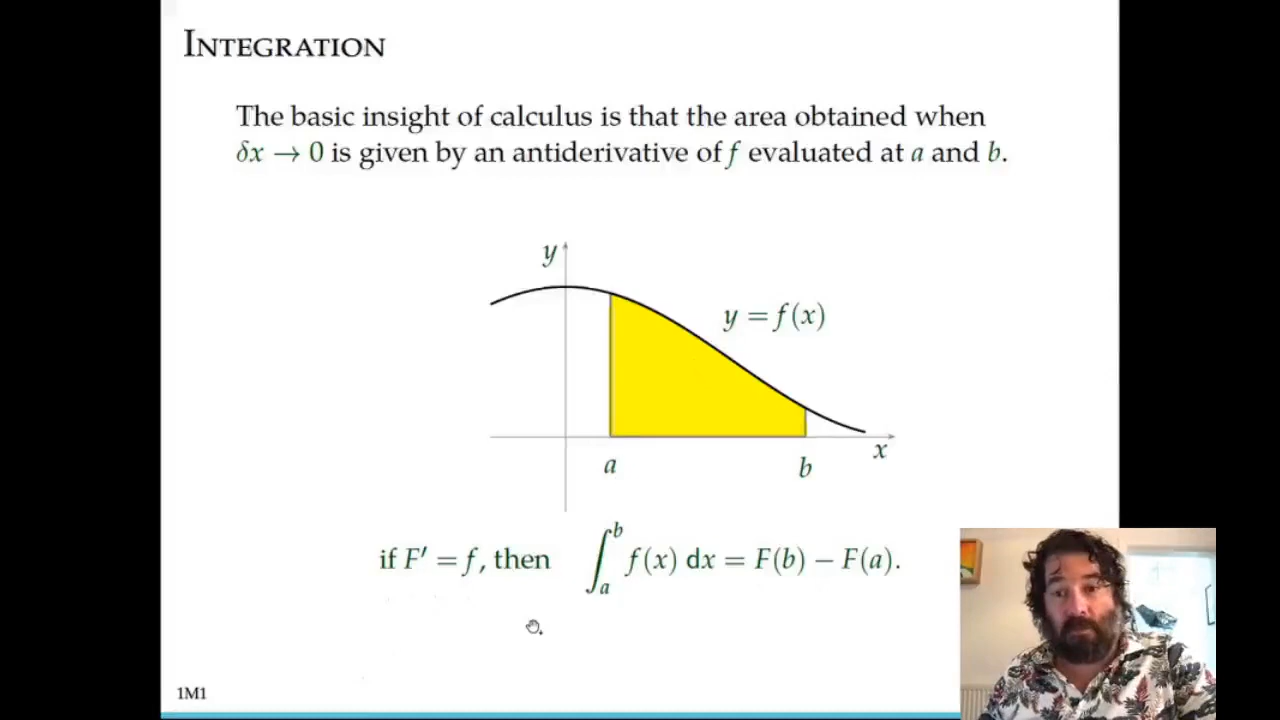 INTEGRATION
The basic insight of calculus is that the area obtained when
δx → 0 is given by an antiderivative of f evaluated at a and b.
y
y = f(x)
x
a
b
if F′ = f, then ∫_a^b f(x) dx = F(b) − F(a).
1M1